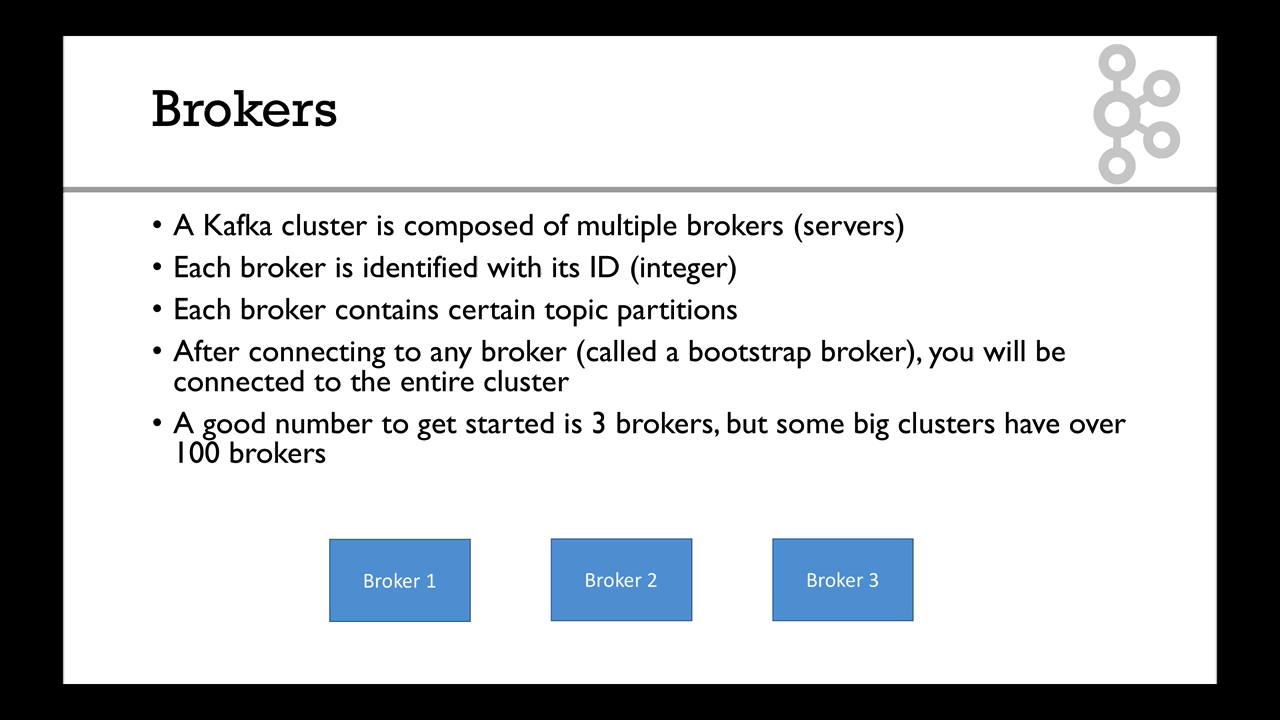 Brokers
• A Kafka cluster is composed of multiple brokers (servers)
• Each broker is identified with its ID (integer)
• Each broker contains certain topic partitions
• After connecting to any broker (called a bootstrap broker), you will be
connected to the entire cluster
• A good number to get started is 3 brokers, but some big clusters have over
100 brokers
Broker 1
Broker 2
Broker 3